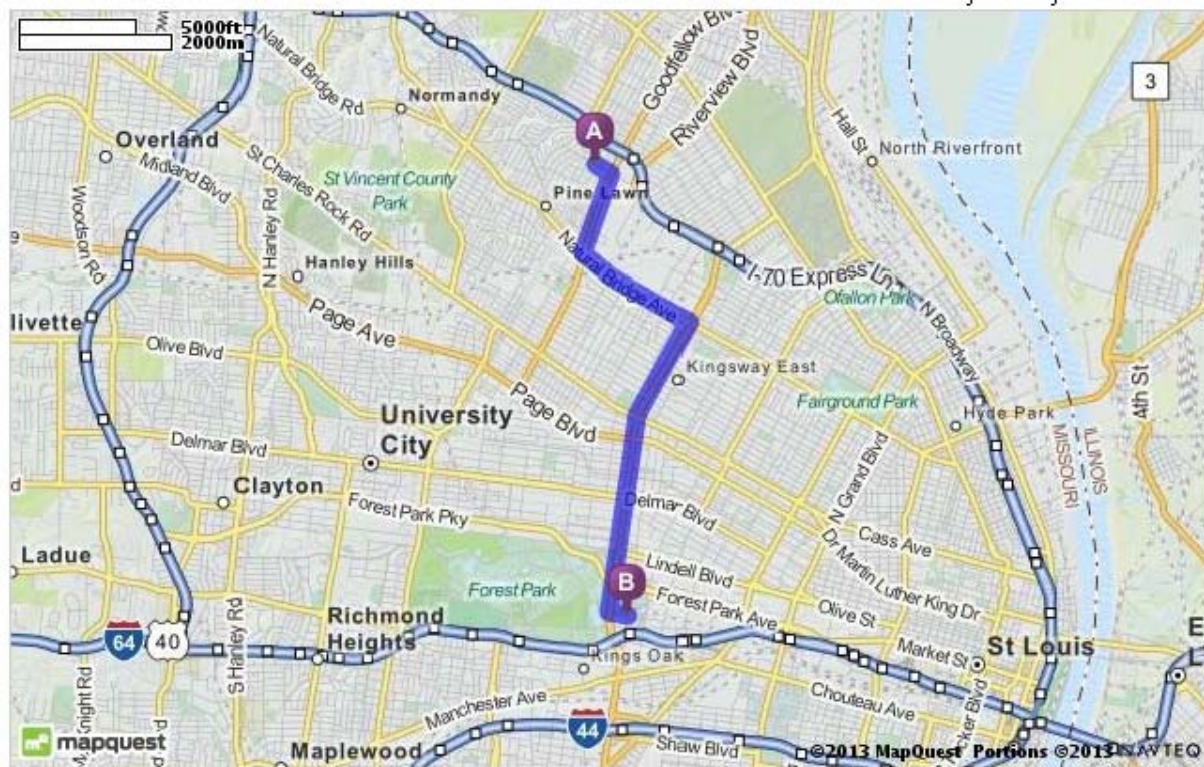 5000ft
2000m
Natural Bridge Rd
Goodfellow Blvd
Riverview BNd
Normandy
A
3
Hall St
North Riverfront
Overland
Midland Blvd
St Charles Rock Rd
St Vincent County
Park
Pine Lawn
Woodson Rd
N Hanley Rd
Hanley Hills
Natural Bridge Ave
I-70 Express Ln
Ofallon Park
N Broadway
livette
Page Ave
Olive Blvd
Kingsway East
4th St
Page Blvd
Fairground Park
Hyde Park
University
City
ILLINOIS
MISSOURI
Delmar Blvd
N Grand Blvd
Clayton
Delmar Blvd
Forest Park Pky
Cass Ave
Dr Martin Luther King Dr
Ladue
Lindell Blvd
B
Forest Park
Forest Park Ave
Olive St
Richmond
Heights
64
40
Market St
St Louis
E
S Hanley Rd
Kings Oak
Chouteau Ave
Knight Rd
Manchester Ave
44
mapquest
Maplewood
Shaw Blvd
cker Blvd
©2013 MapQuest Portions ©2013 NAVTEQ